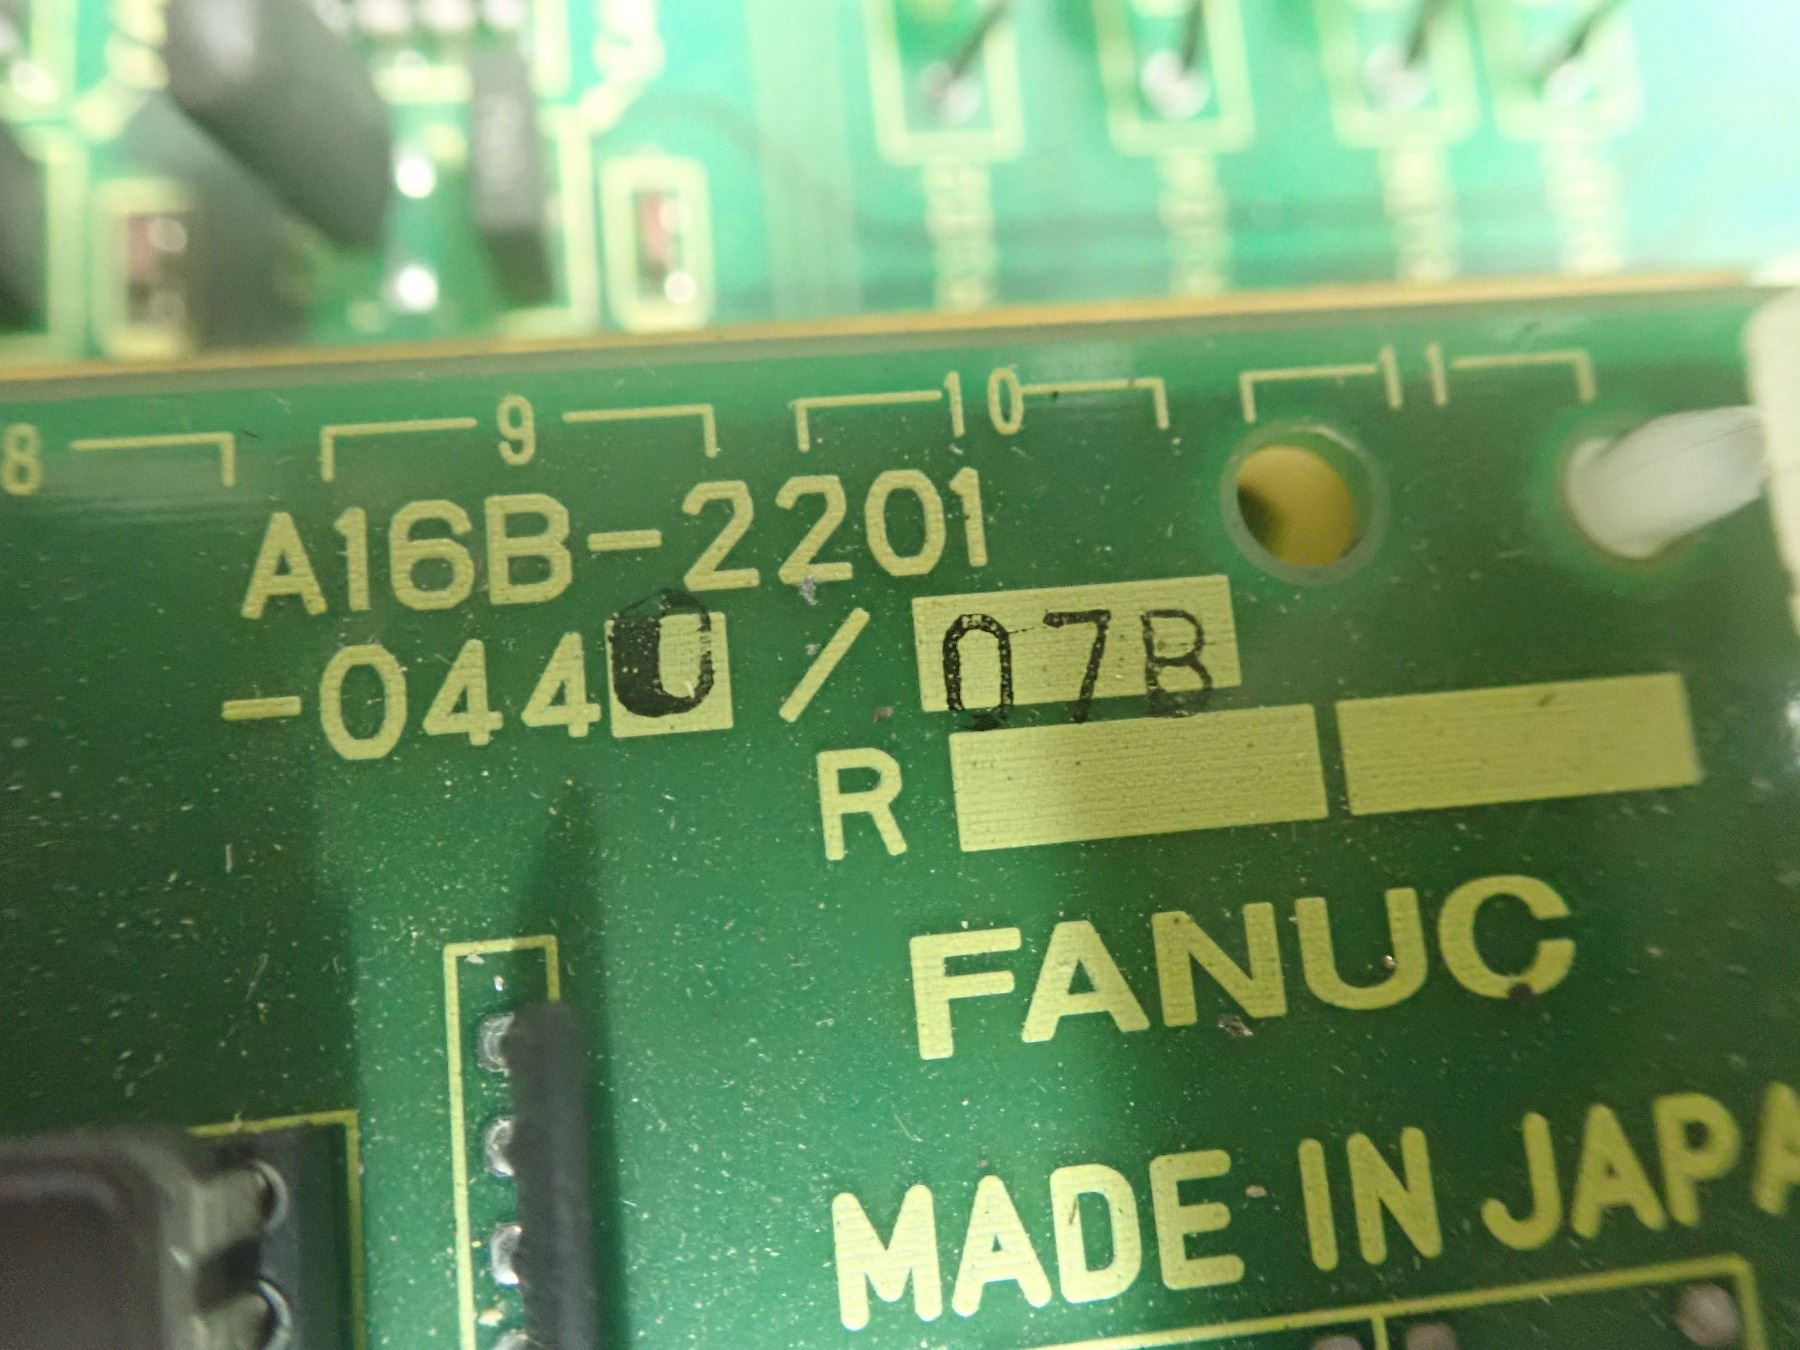 8 9 10 11
A16B-2201
-0440 / 07B
R
FANUC
MADE IN JAPA